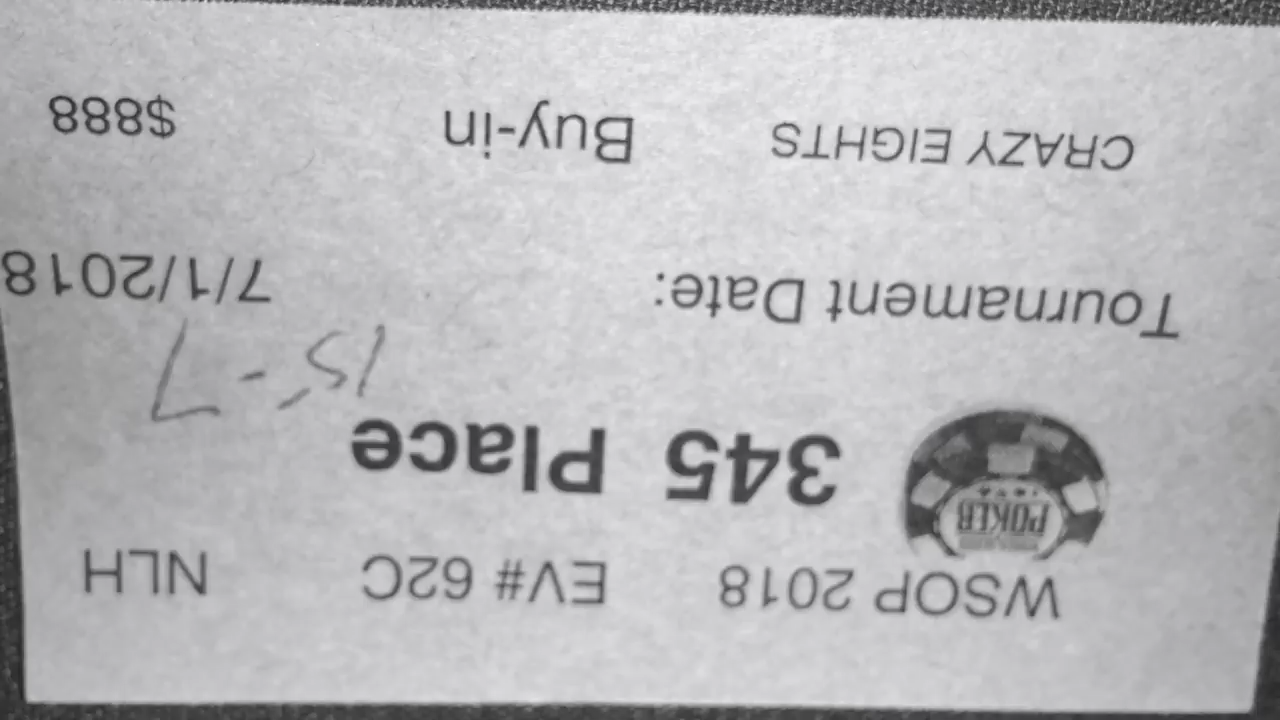 WSOP 2018 EV# 62C NLH
POKER
345 Place
15-7
Tournament Date: 7/1/2018
CRAZY EIGHTS Buy-in $888